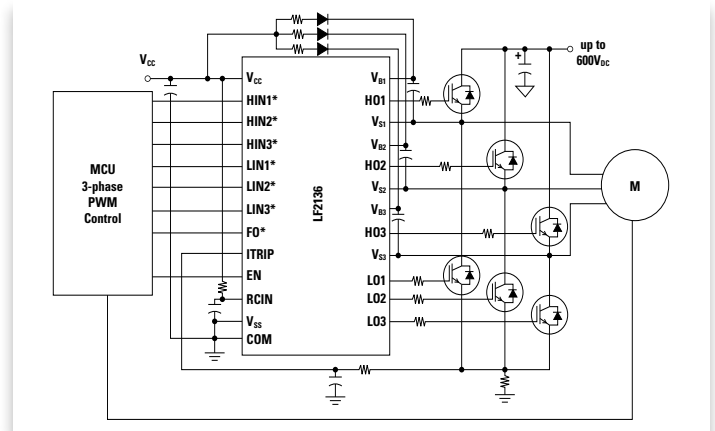 up to
600VDC
VCC
VCC
HIN1*
HIN2*
HIN3*
LIN1*
LIN2*
LIN3*
FO*
ITRIP
EN
RCIN
VSS
COM
MCU
3-phase
PWM
Control
LF2136
VB1
HO1
VS1
VB2
HO2
VS2
VB3
HO3
VS3
LO1
LO2
LO3
+
M